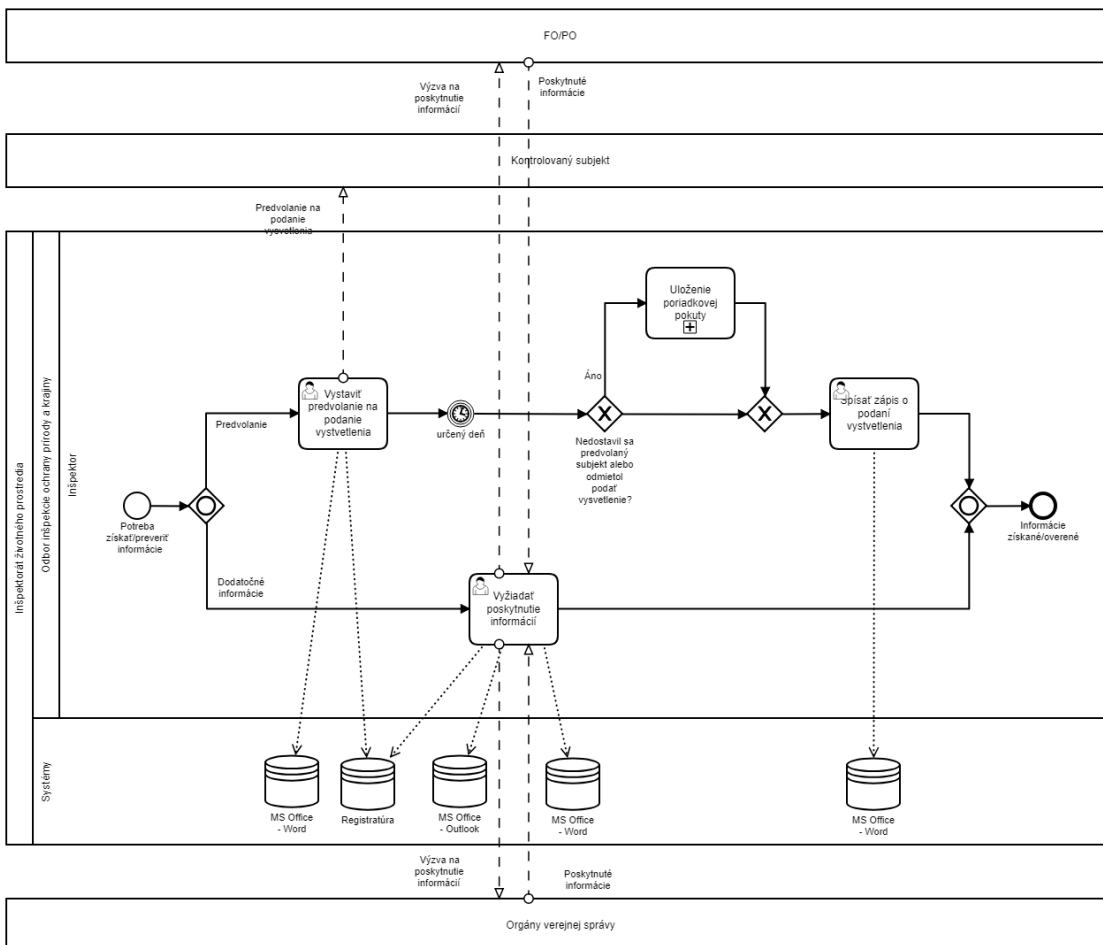 FO/PO
Výzva na
poskytnutie
informácií
Poskytnuté
informácie
Kontrolovaný subjekt
Predvolanie na
podanie
vysvetlenia
Inšpektorát životného prostredia
Odbor inšpekcie ochrany prírody a krajiny
Inšpektor
Uloženie
poriadkovej
pokuty
Áno
Vystaviť
predvolanie na
podanie
vystvetlenia
Predvolanie
určený deň
Nedostavil sa
predvolaný
subjekt alebo
odmietol
podať
vysvetlenie?
Spísať zápis o
podaní
vystvetlenia
Potreba
získať/preveriť
informácie
Informácie
získané/overené
Dodatočné
informácie
Vyžiadať
poskytnutie
informácií
Systémy
MS Office
- Word
Registratúra
MS Office
- Outlook
MS Office
- Word
MS Office
- Word
Výzva na
poskytnutie
informácií
Poskytnuté
informácie
Orgány verejnej správy